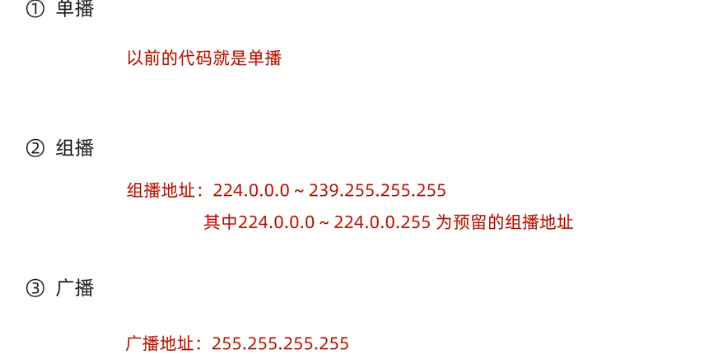 ① 单播
以前的代码就是单播
② 组播
组播地址：224.0.0.0 ~ 239.255.255.255
其中224.0.0.0 ~ 224.0.0.255 为预留的组播地址
③ 广播
广播地址：255.255.255.255